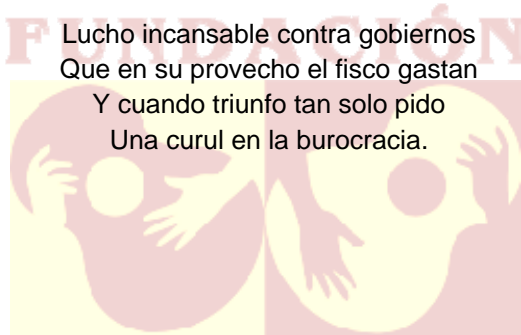 FUNDACIÓN
Lucho incansable contra gobiernos
Que en su provecho el fisco gastan
Y cuando triunfo tan solo pido
Una curul en la burocracia.